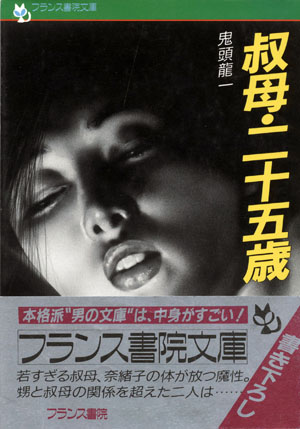 フランス書院文庫
叔母・二十五歳
鬼頭龍一
本格派“男の文庫”は、中身がすごい!
フランス書院文庫
書き下ろし
若すぎる叔母、奈緒子の体が放つ魔性。
甥と叔母の関係を超えた二人は……
フランス書院